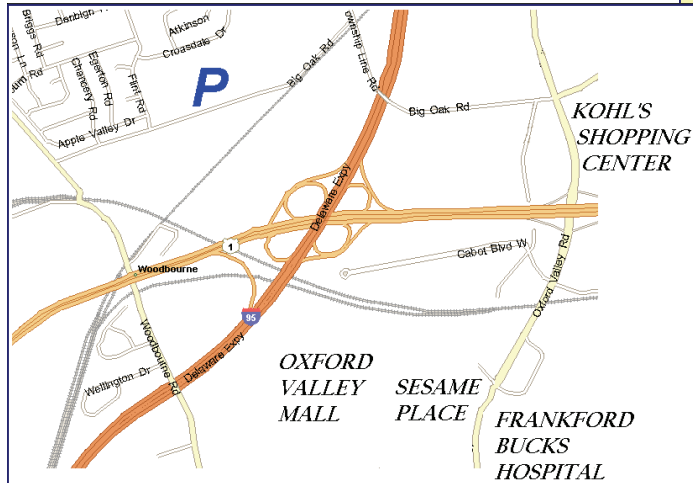 Denbigh
Atkinson
Briggs Rd
Croasdale Dr
Township Line Rd
Big Oak Rd
Egerton Rd
Chancery Rd
Flint Rd
P
Apple Valley Dr
Big Oak Rd
KOHL'S
SHOPPING
CENTER
Delaware Expy
1
Woodbourne
Cabot Blvd W
Oxford Valley Rd
95
Woodbourne Rd
Delaware Expy
Wellington Dr
OXFORD
VALLEY
MALL
SESAME
PLACE
FRANKFORD
BUCKS
HOSPITAL